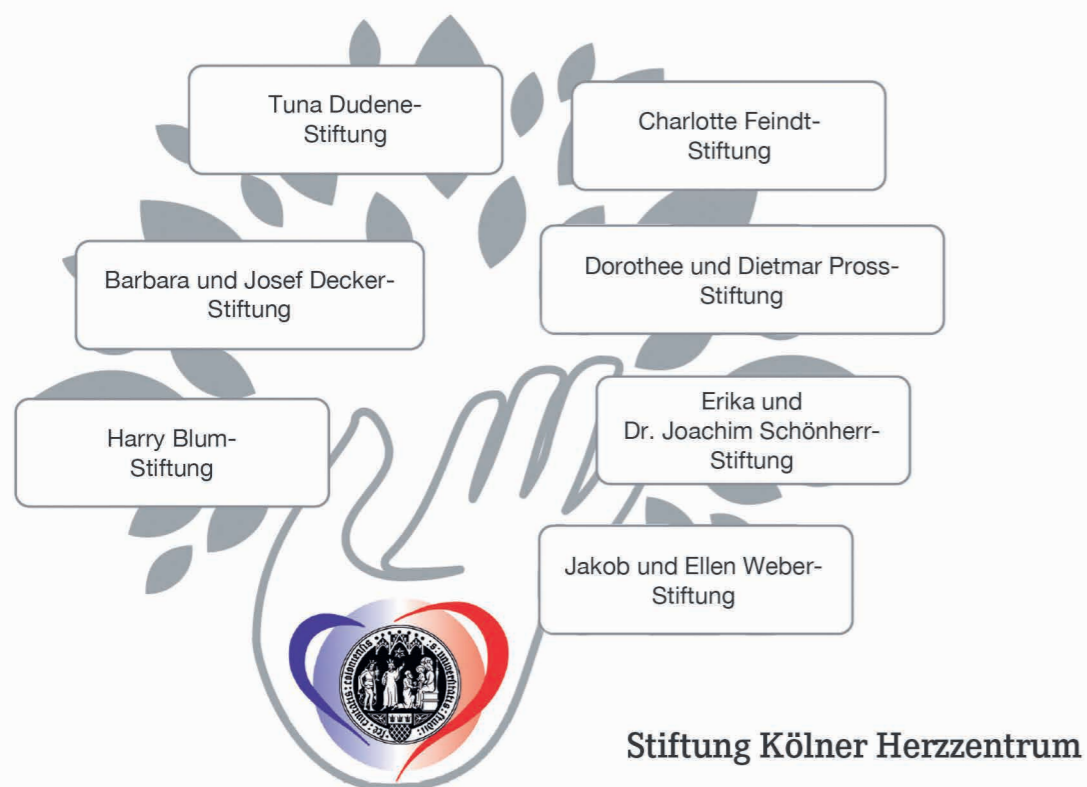 Tuna Dudene-
Stiftung
Charlotte Feindt-
Stiftung
Barbara und Josef Decker-
Stiftung
Dorothee und Dietmar Pross-
Stiftung
Harry Blum-
Stiftung
Erika und
Dr. Joachim Schönherr-
Stiftung
Jakob und Ellen Weber-
Stiftung
Stiftung Kölner Herzzentrum